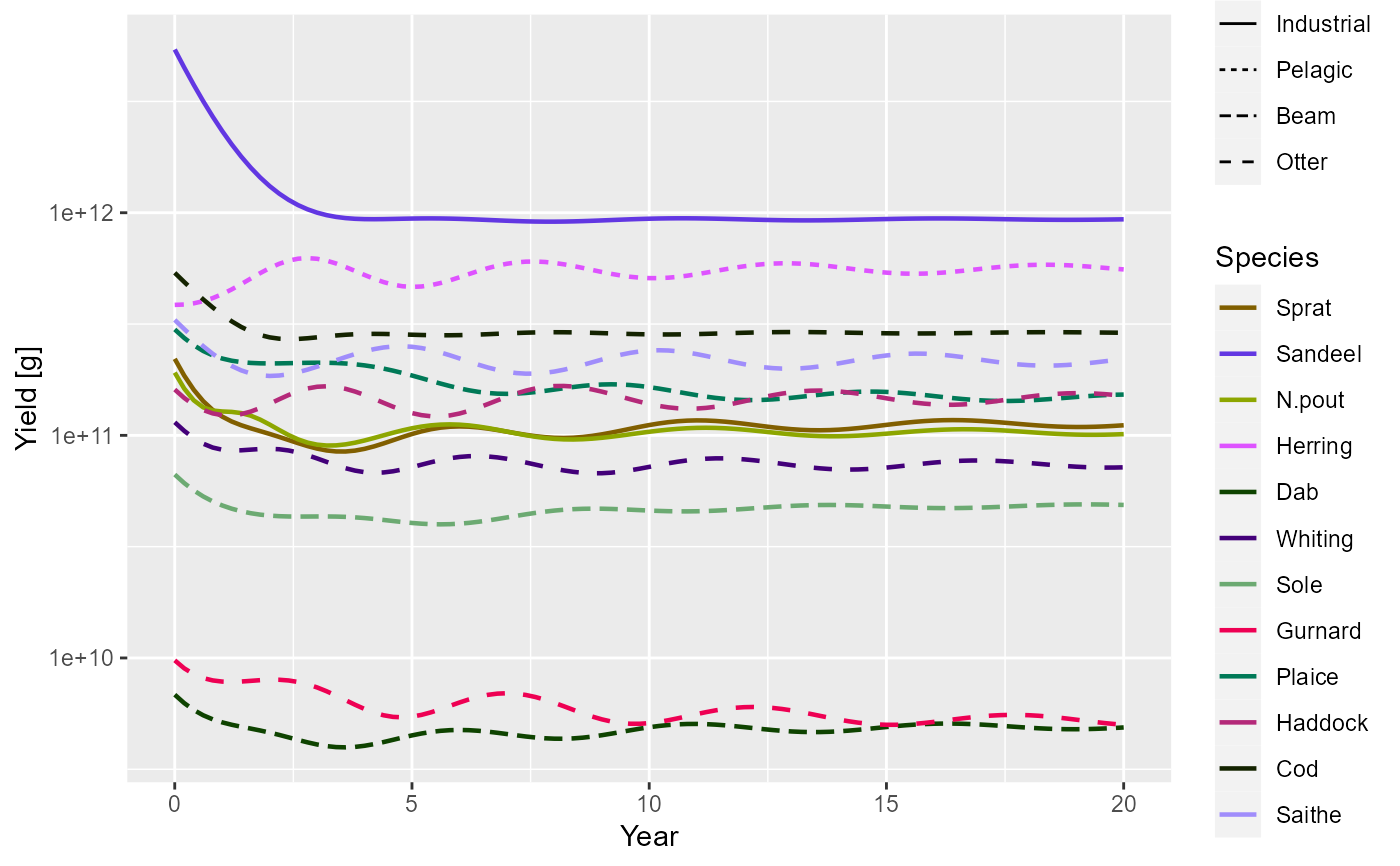 Yield [g]
1e+12
1e+11
1e+10
0 5 10 15 20
Year
Industrial
Pelagic
Beam
Otter
Species
Sprat
Sandeel
N.pout
Herring
Dab
Whiting
Sole
Gurnard
Plaice
Haddock
Cod
Saithe